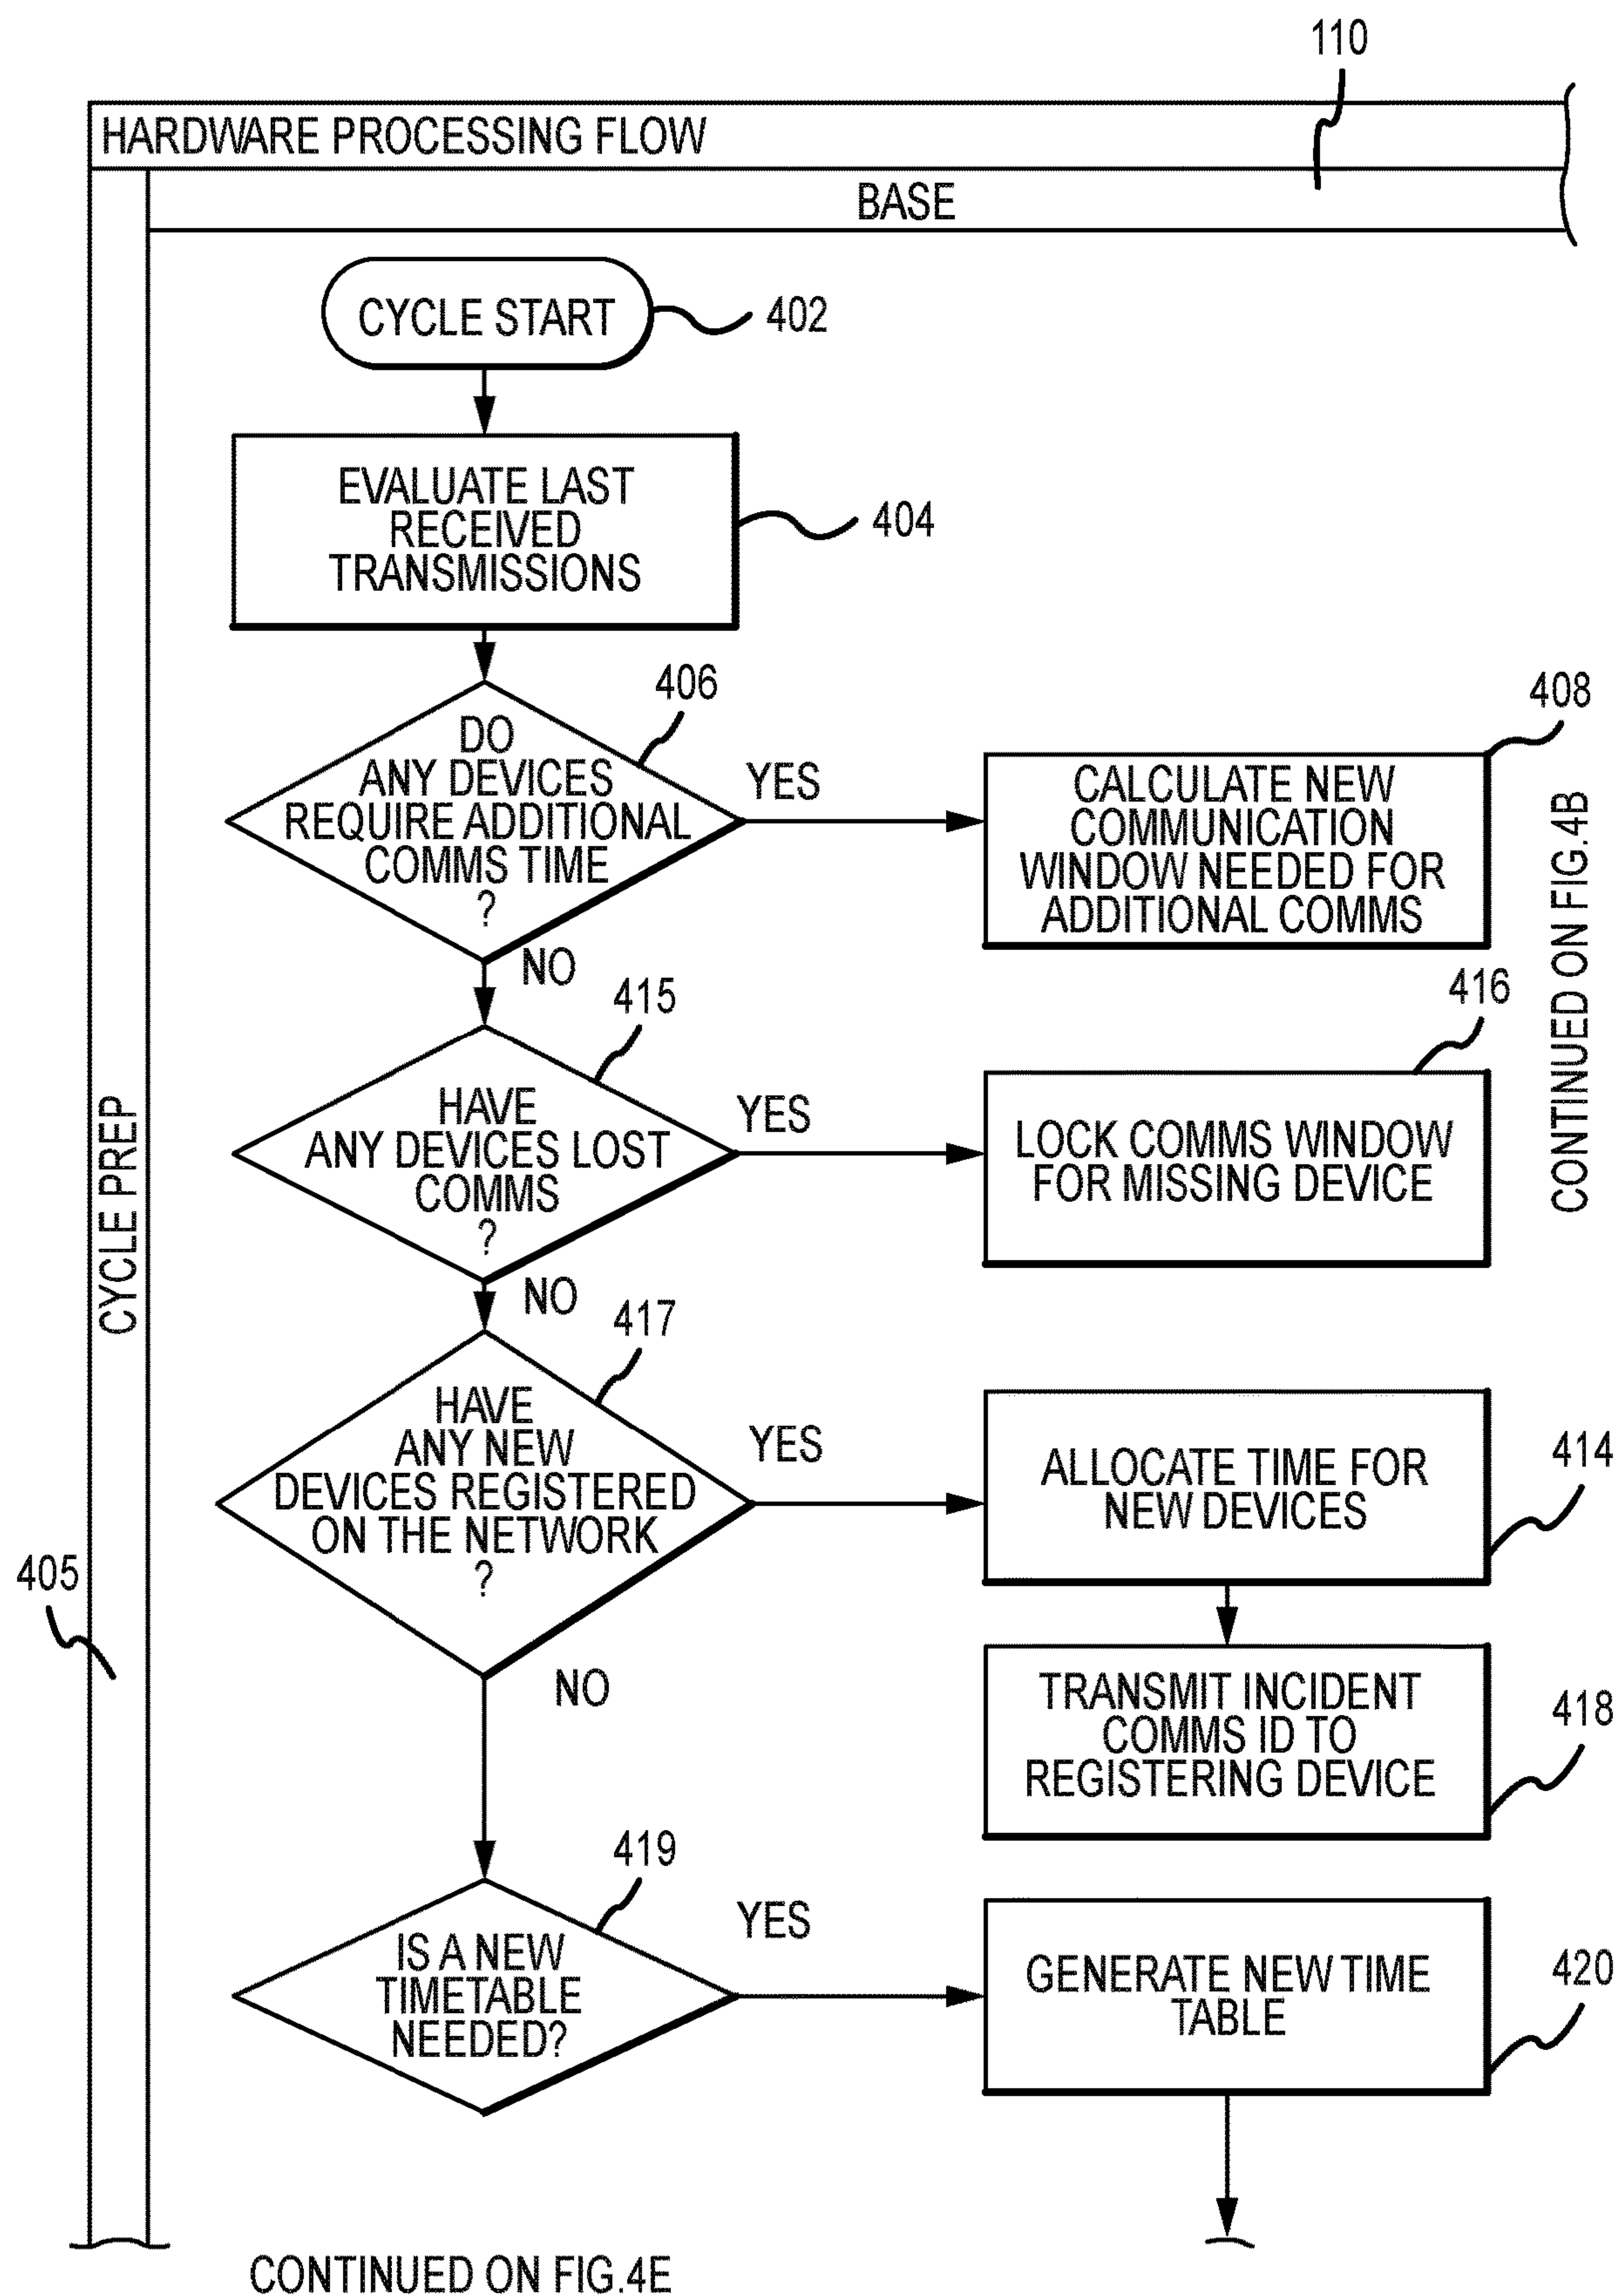 110
HARDWARE PROCESSING FLOW
BASE
CYCLE START
402
EVALUATE LAST
RECEIVED
TRANSMISSIONS
404
406
DO
ANY DEVICES
REQUIRE ADDITIONAL
COMMS TIME
?
YES
NO
408
CALCULATE NEW
COMMUNICATION
WINDOW NEEDED FOR
ADDITIONAL COMMS
CONTINUED ON FIG.4B
415
HAVE
ANY DEVICES LOST
COMMS
?
YES
NO
416
LOCK COMMS WINDOW
FOR MISSING DEVICE
CYCLE PREP
405
417
HAVE
ANY NEW
DEVICES REGISTERED
ON THE NETWORK
?
YES
NO
ALLOCATE TIME FOR
NEW DEVICES
414
TRANSMIT INCIDENT
COMMS ID TO
REGISTERING DEVICE
418
419
IS A NEW
TIMETABLE
NEEDED?
YES
GENERATE NEW TIME
TABLE
420
CONTINUED ON FIG.4E